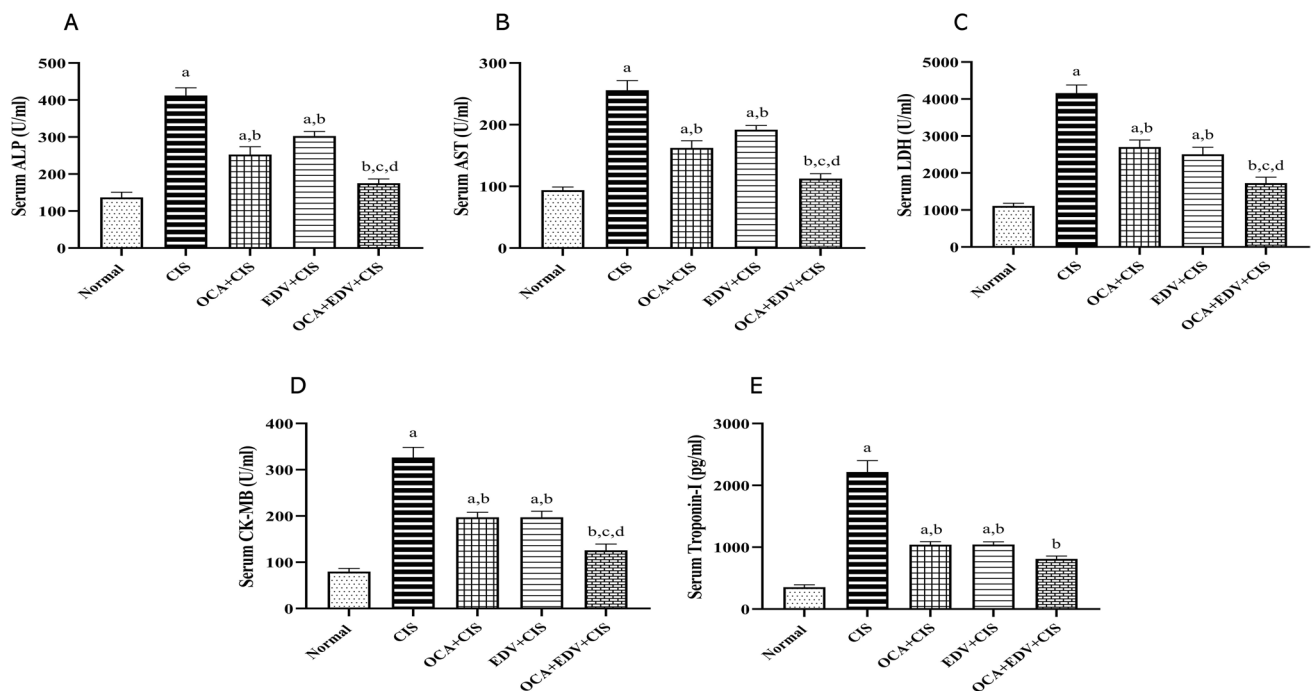 A
Serum ALP (U/ml)
500
400
300
200
100
0
a
a,b
a,b
b,c,d
Normal
CIS
OCA+CIS
EDV+CIS
OCA+EDV+CIS
B
Serum AST (U/ml)
300
200
100
0
a
a,b
a,b
b,c,d
Normal
CIS
OCA+CIS
EDV+CIS
OCA+EDV+CIS
C
Serum LDH (U/ml)
5000
4000
3000
2000
1000
0
a
a,b
a,b
b,c,d
Normal
CIS
OCA+CIS
EDV+CIS
OCA+EDV+CIS
D
Serum CK-MB (U/ml)
400
300
200
100
0
a
a,b
a,b
b,c,d
Normal
CIS
OCA+CIS
EDV+CIS
OCA+EDV+CIS
E
Serum Troponin-I (pg/ml)
3000
2000
1000
0
a
a,b
a,b
b
Normal
CIS
OCA+CIS
EDV+CIS
OCA+EDV+CIS